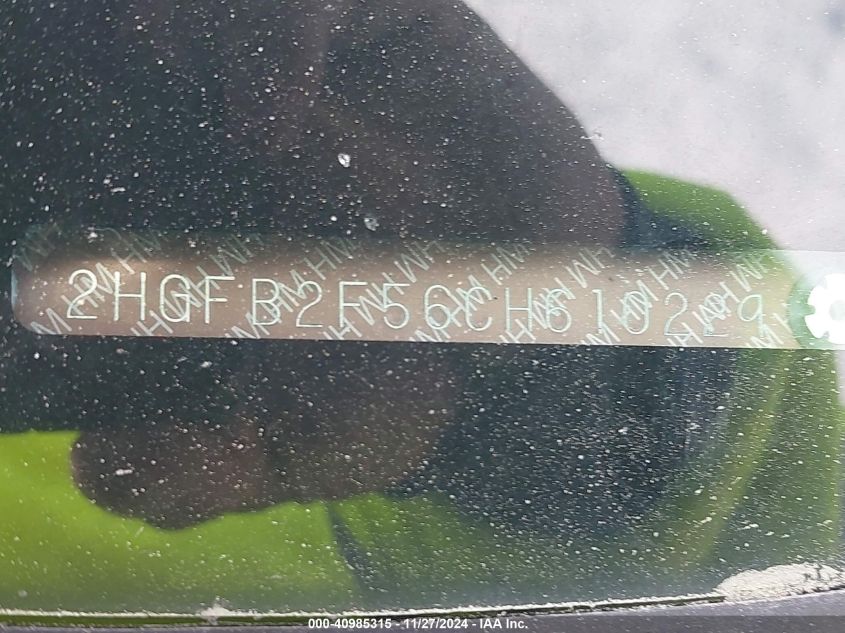 2HGFB2F56CH610229
000-40985315 - 11/27/2024 - IAA Inc.